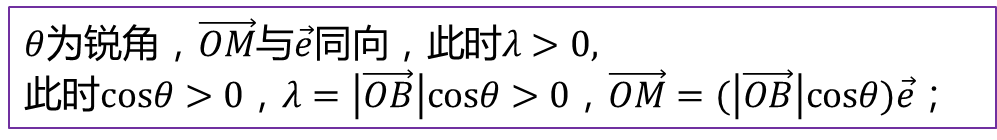 θ为锐角，$\overrightarrow{OM}$与$\vec{e}$同向，此时λ > 0,
此时cosθ > 0，λ = |$\overrightarrow{OB}$|cosθ > 0，$\overrightarrow{OM}$ = (|$\overrightarrow{OB}$|cosθ)$\vec{e}$；